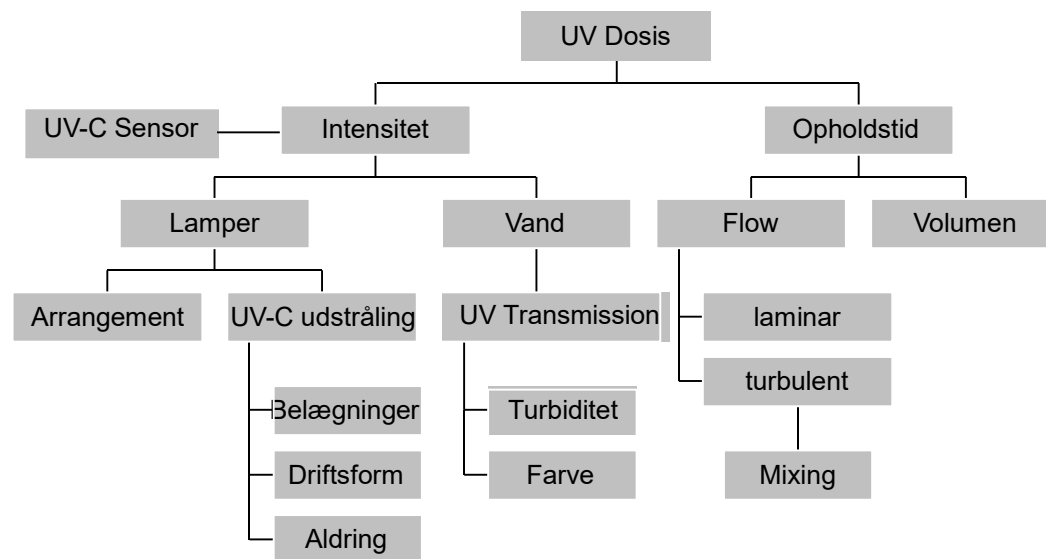 UV Dosis
UV-C Sensor
Intensitet
Opholdstid
Lamper
Vand
Flow
Volumen
Arrangement
UV-C udstråling
UV Transmission
laminar
turbulent
Belægninger
Turbiditet
Driftsform
Farve
Mixing
Aldring